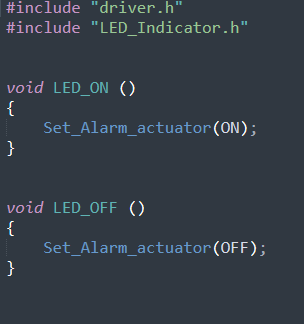 #include "driver.h"
#include "LED_Indicator.h"
void LED_ON ()
{
Set_Alarm_actuator(ON);
}
void LED_OFF ()
{
Set_Alarm_actuator(OFF);
}